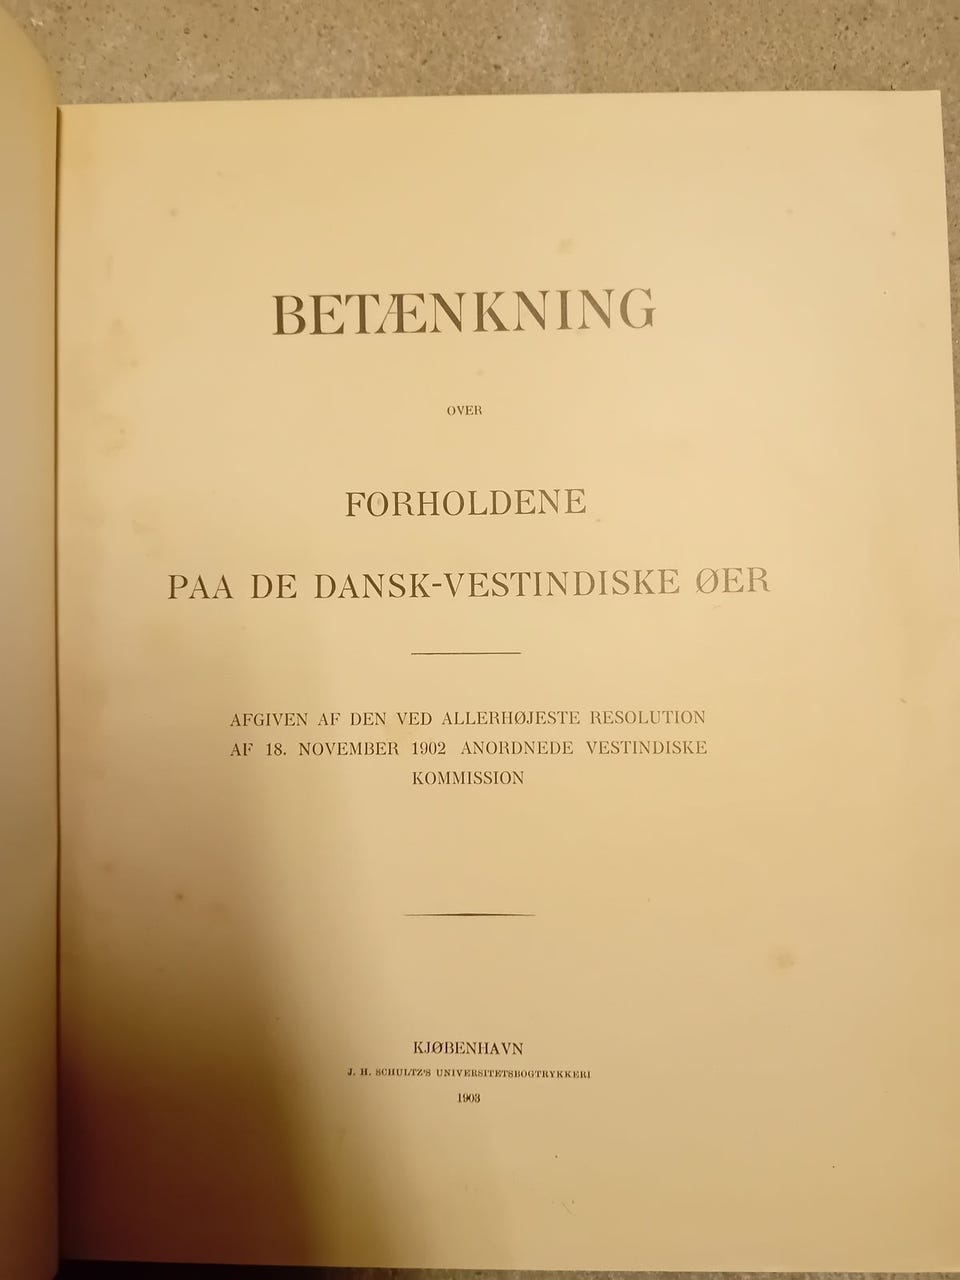 BETÆNKNING
OVER
FORHOLDENE
PAA DE DANSK-VESTINDISKE ØER
AFGIVEN AF DEN VED ALLERHØJESTE RESOLUTION
AF 18. NOVEMBER 1902 ANORDNEDE VESTINDISKE
KOMMISSION
KJØBENHAVN
J. H. SCHULTZ'S UNIVERSITETSBOGTRYKKERI
1903